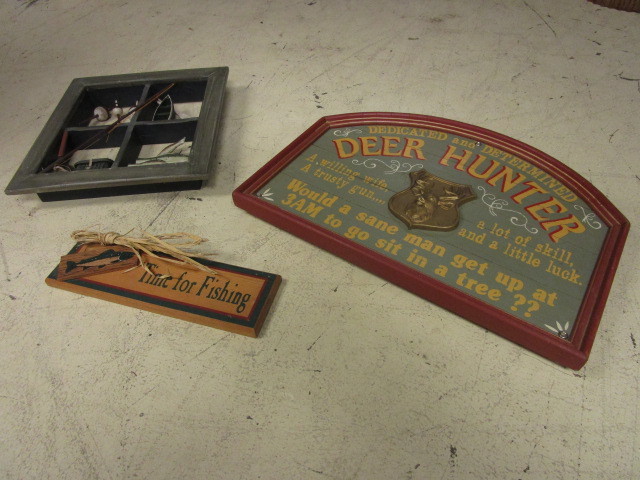 DEDICATED and DETERMINED
DEER HUNTER
A willing wife,
A trusty gun...
a lot of skill,
and a little luck.
Would a sane man get up at
3AM to go sit in a tree ??
Time for Fishing